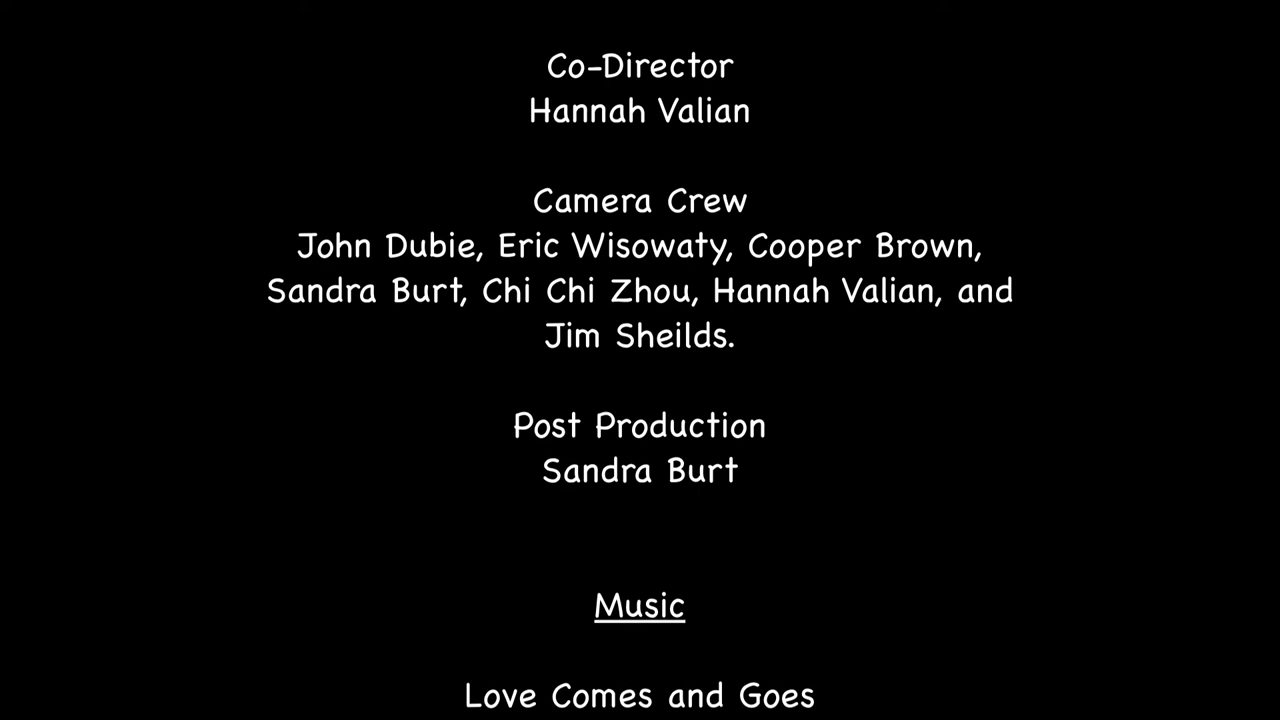 Co-Director
Hannah Valian
Camera Crew
John Dubie, Eric Wisowaty, Cooper Brown,
Sandra Burt, Chi Chi Zhou, Hannah Valian, and
Jim Sheilds.
Post Production
Sandra Burt
Music
Love Comes and Goes